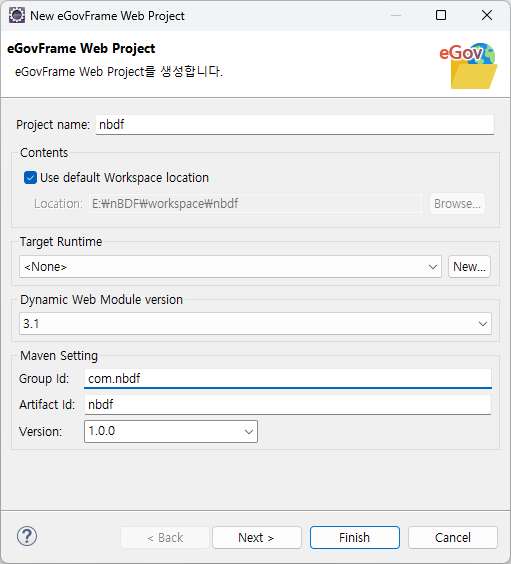 New eGovFrame Web Project
eGovFrame Web Project
eGovFrame Web Project를 생성합니다.
eGov
Project name: nbdf
Contents
Use default Workspace location
Location: E:₩nBDF₩workspace₩nbdf Browse...
Target Runtime
<None> New...
Dynamic Web Module version
3.1
Maven Setting
Group Id: com.nbdf
Artifact Id: nbdf
Version: 1.0.0
? < Back Next > Finish Cancel